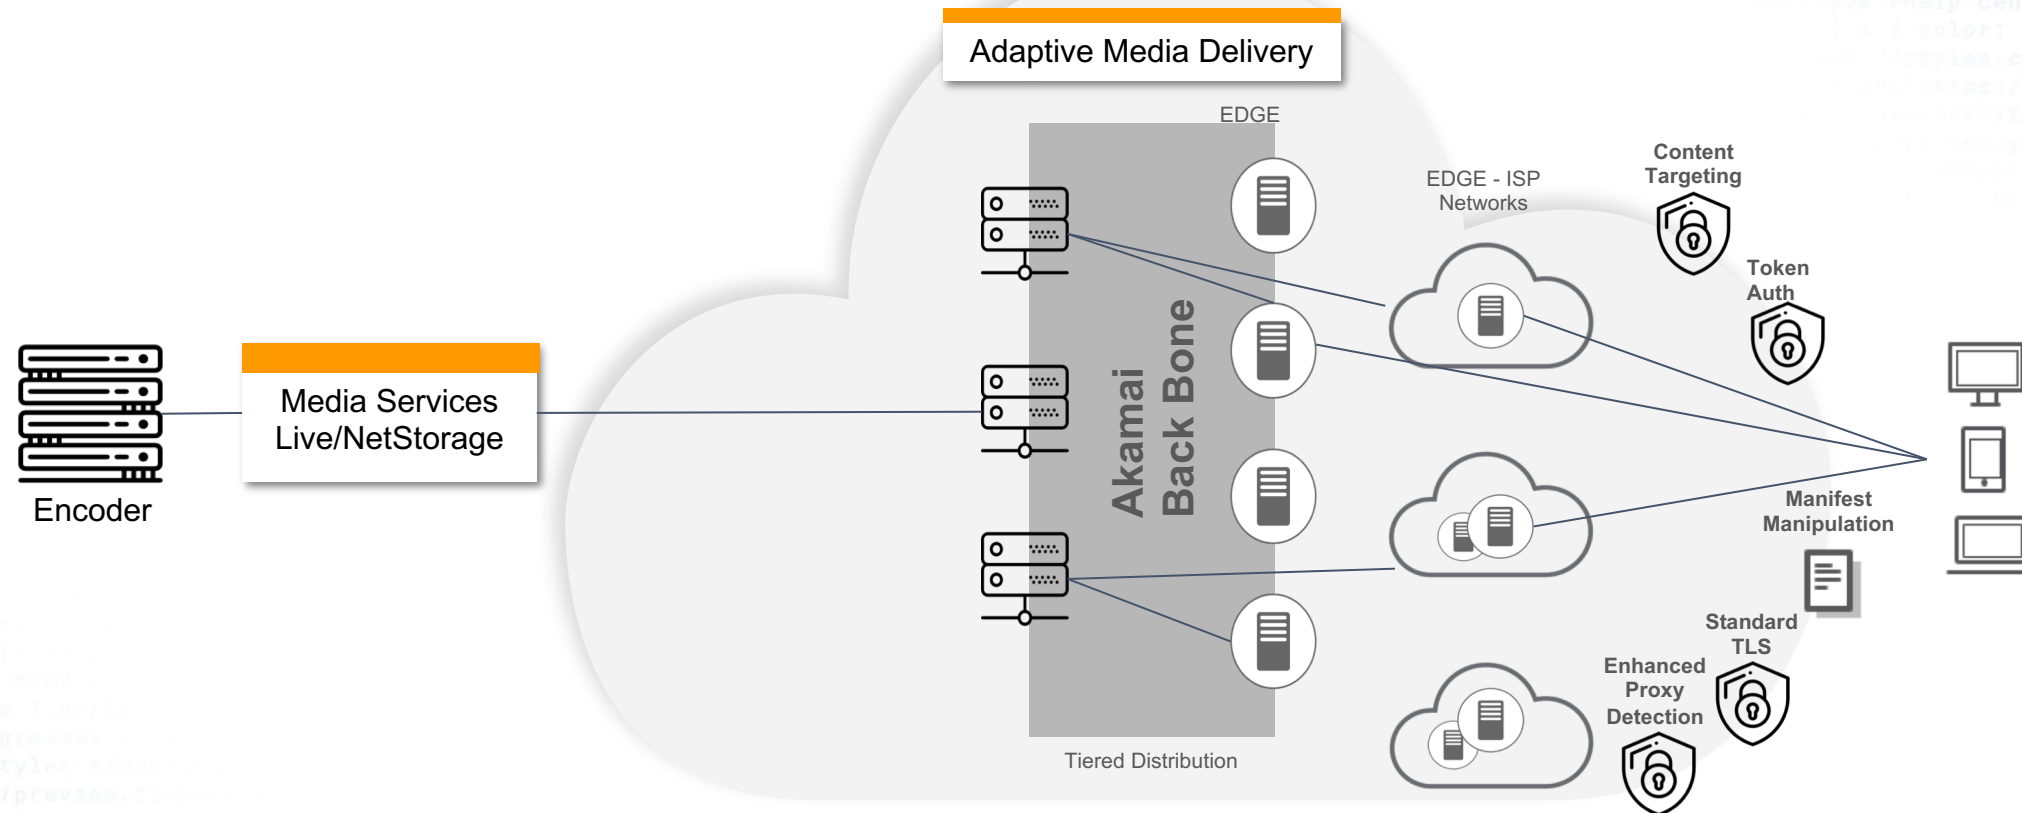 Adaptive Media Delivery
EDGE
EDGE - ISP
Networks
Content
Targeting
Token
Auth
Akamai
Back Bone
Media Services
Live/NetStorage
Encoder
Manifest
Manipulation
Standard
TLS
Enhanced
Proxy
Detection
Tiered Distribution